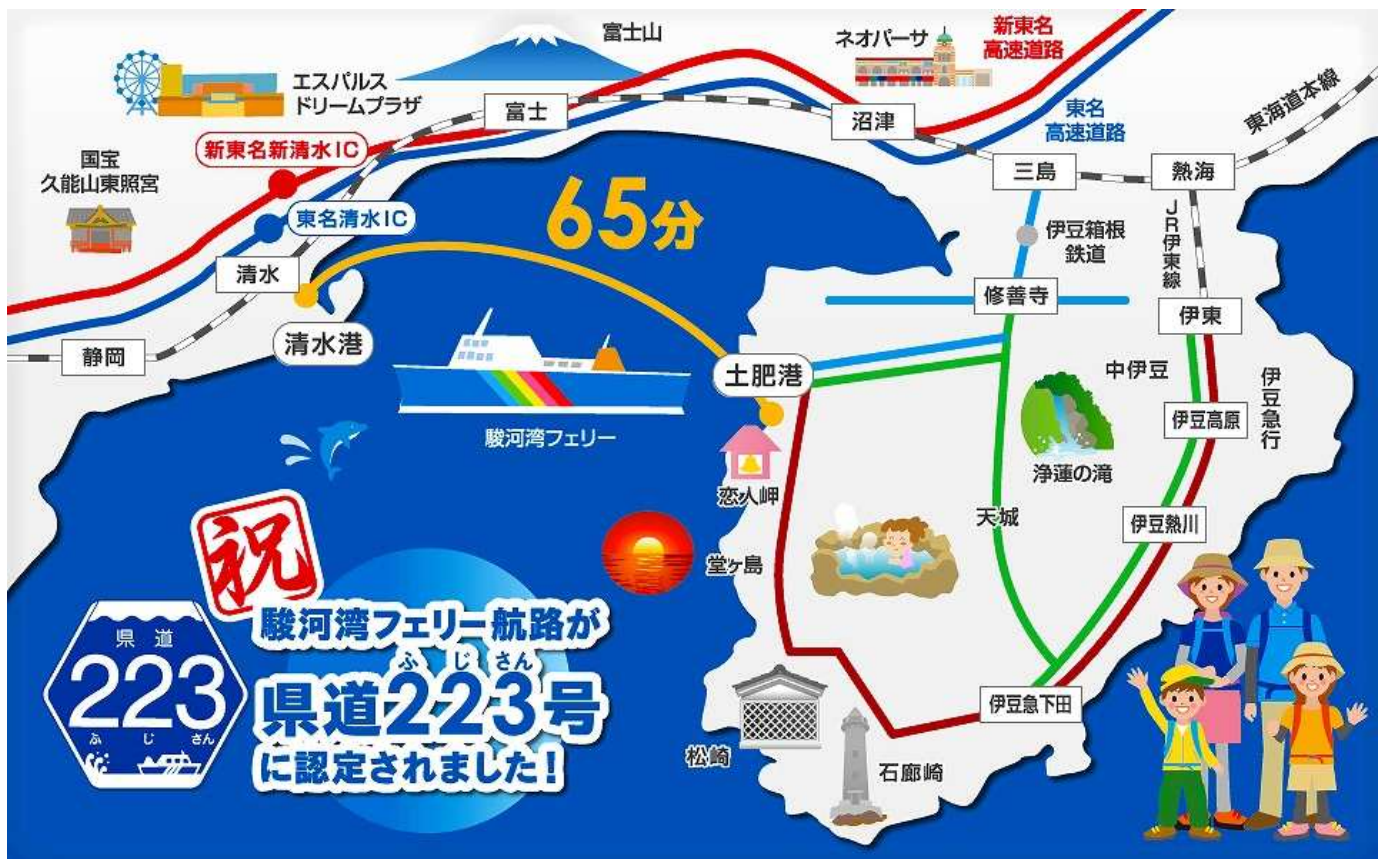 富士山
ネオパーサ
新東名
高速道路
エスパルス
ドリームプラザ
富士
沼津
東名
高速道路
東海道本線
国宝
久能山東照宮
新東名新清水IC
東名清水IC
65分
三島
熱海
伊豆箱根
鉄道
JR伊東線
清水
修善寺
伊東
清水港
静岡
土肥港
中伊豆
伊豆急行
伊豆高原
駿河湾フェリー
恋人岬
浄蓮の滝
天城
伊豆熱川
堂ヶ島
祝
駿河湾フェリー航路が
ふ じ さん
県道223号
に認定されました!
県道
223
ふ じ さん
伊豆急下田
松崎
石廊崎